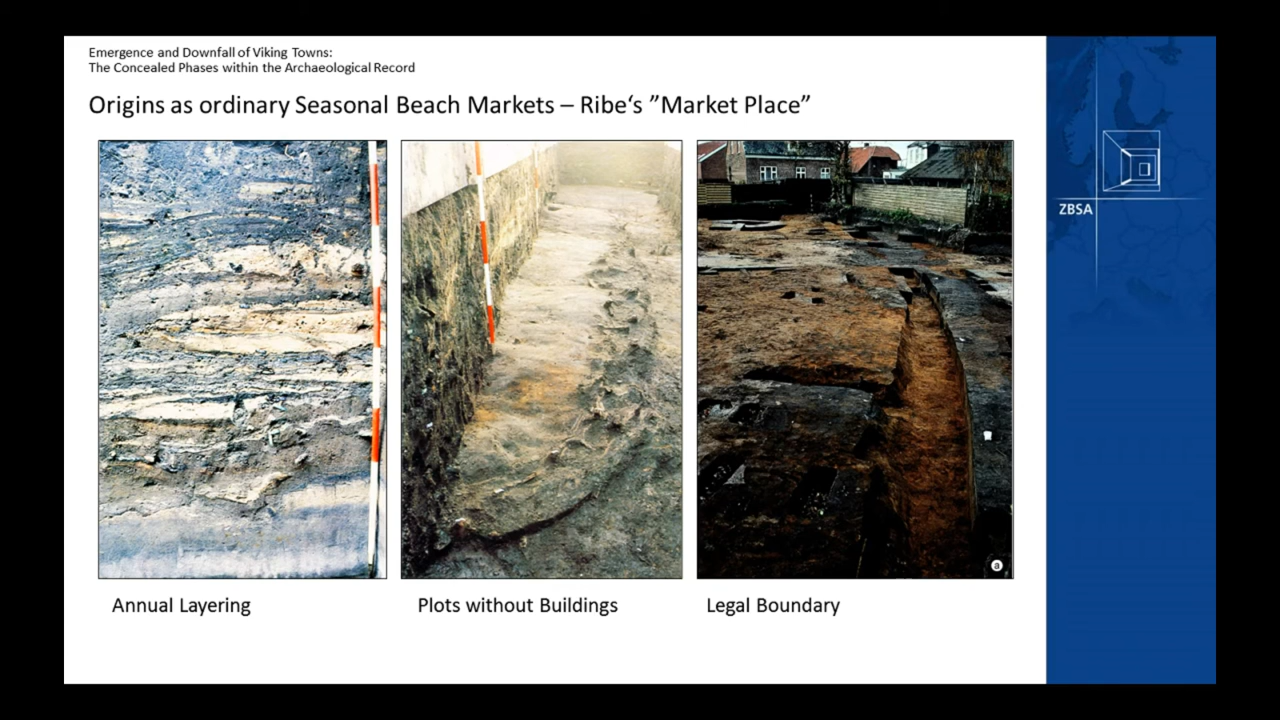 Emergence and Downfall of Viking Towns:
The Concealed Phases within the Archaeological Record
Origins as ordinary Seasonal Beach Markets – Ribe‘s ”Market Place”
ZBSA
a
Annual Layering
Plots without Buildings
Legal Boundary